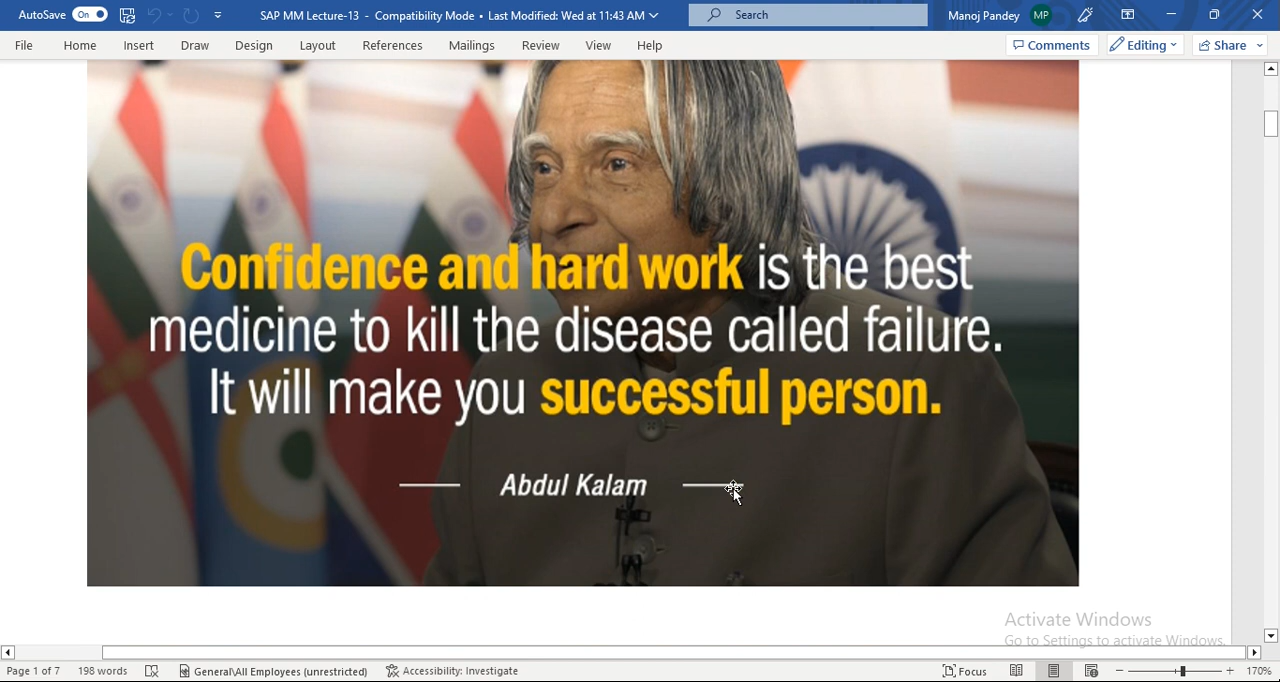 AutoSave On SAP MM Lecture-13 - Compatibility Mode • Last Modified: Wed at 11:43 AM Search Manoj Pandey MP
File Home Insert Draw Design Layout References Mailings Review View Help Comments Editing Share
Confidence and hard work is the best
medicine to kill the disease called failure.
It will make you successful person.
Abdul Kalam
Activate Windows
Go to Settings to activate Windows.
Page 1 of 7 198 words General\All Employees (unrestricted) Accessibility: Investigate Focus 170%